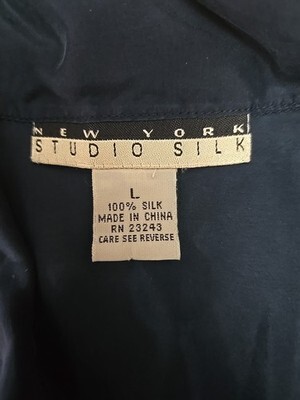 NEW YORK
STUDIO SILK
L
100% SILK
MADE IN CHINA
RN 23243
CARE SEE REVERSE